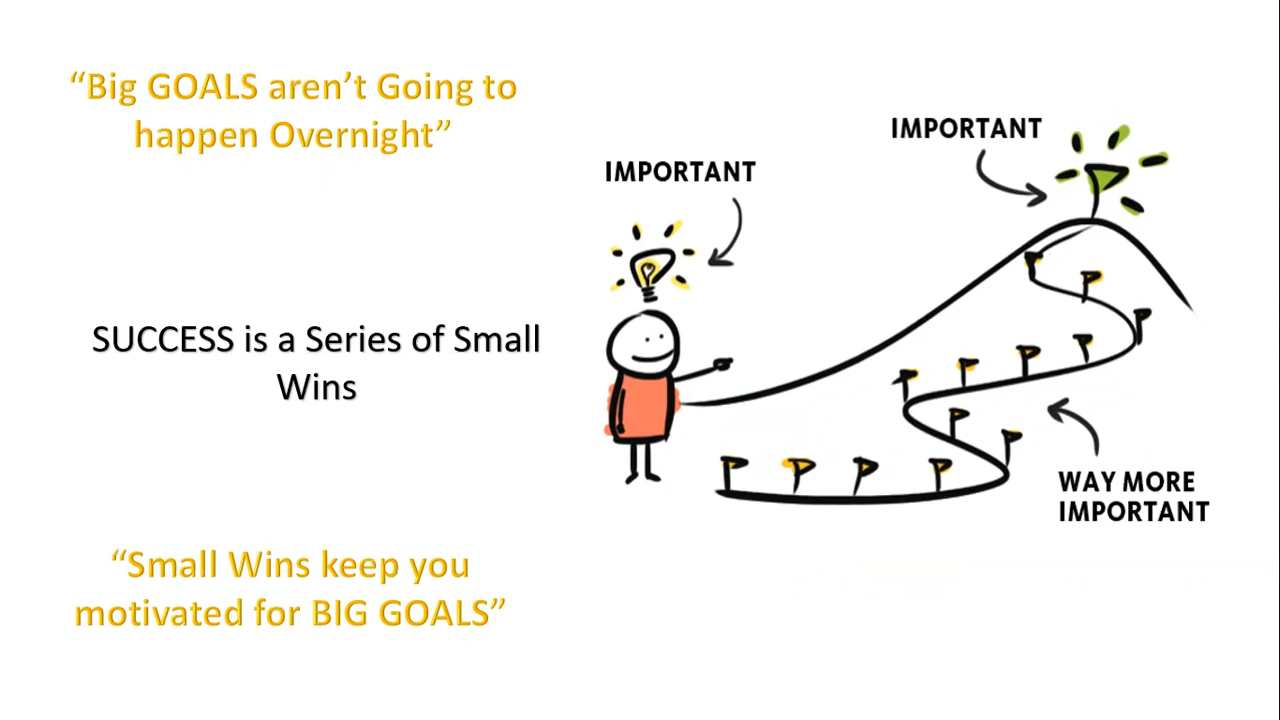 “Big GOALS aren’t Going to
happen Overnight”
SUCCESS is a Series of Small
Wins
“Small Wins keep you
motivated for BIG GOALS”
IMPORTANT
IMPORTANT
WAY MORE
IMPORTANT